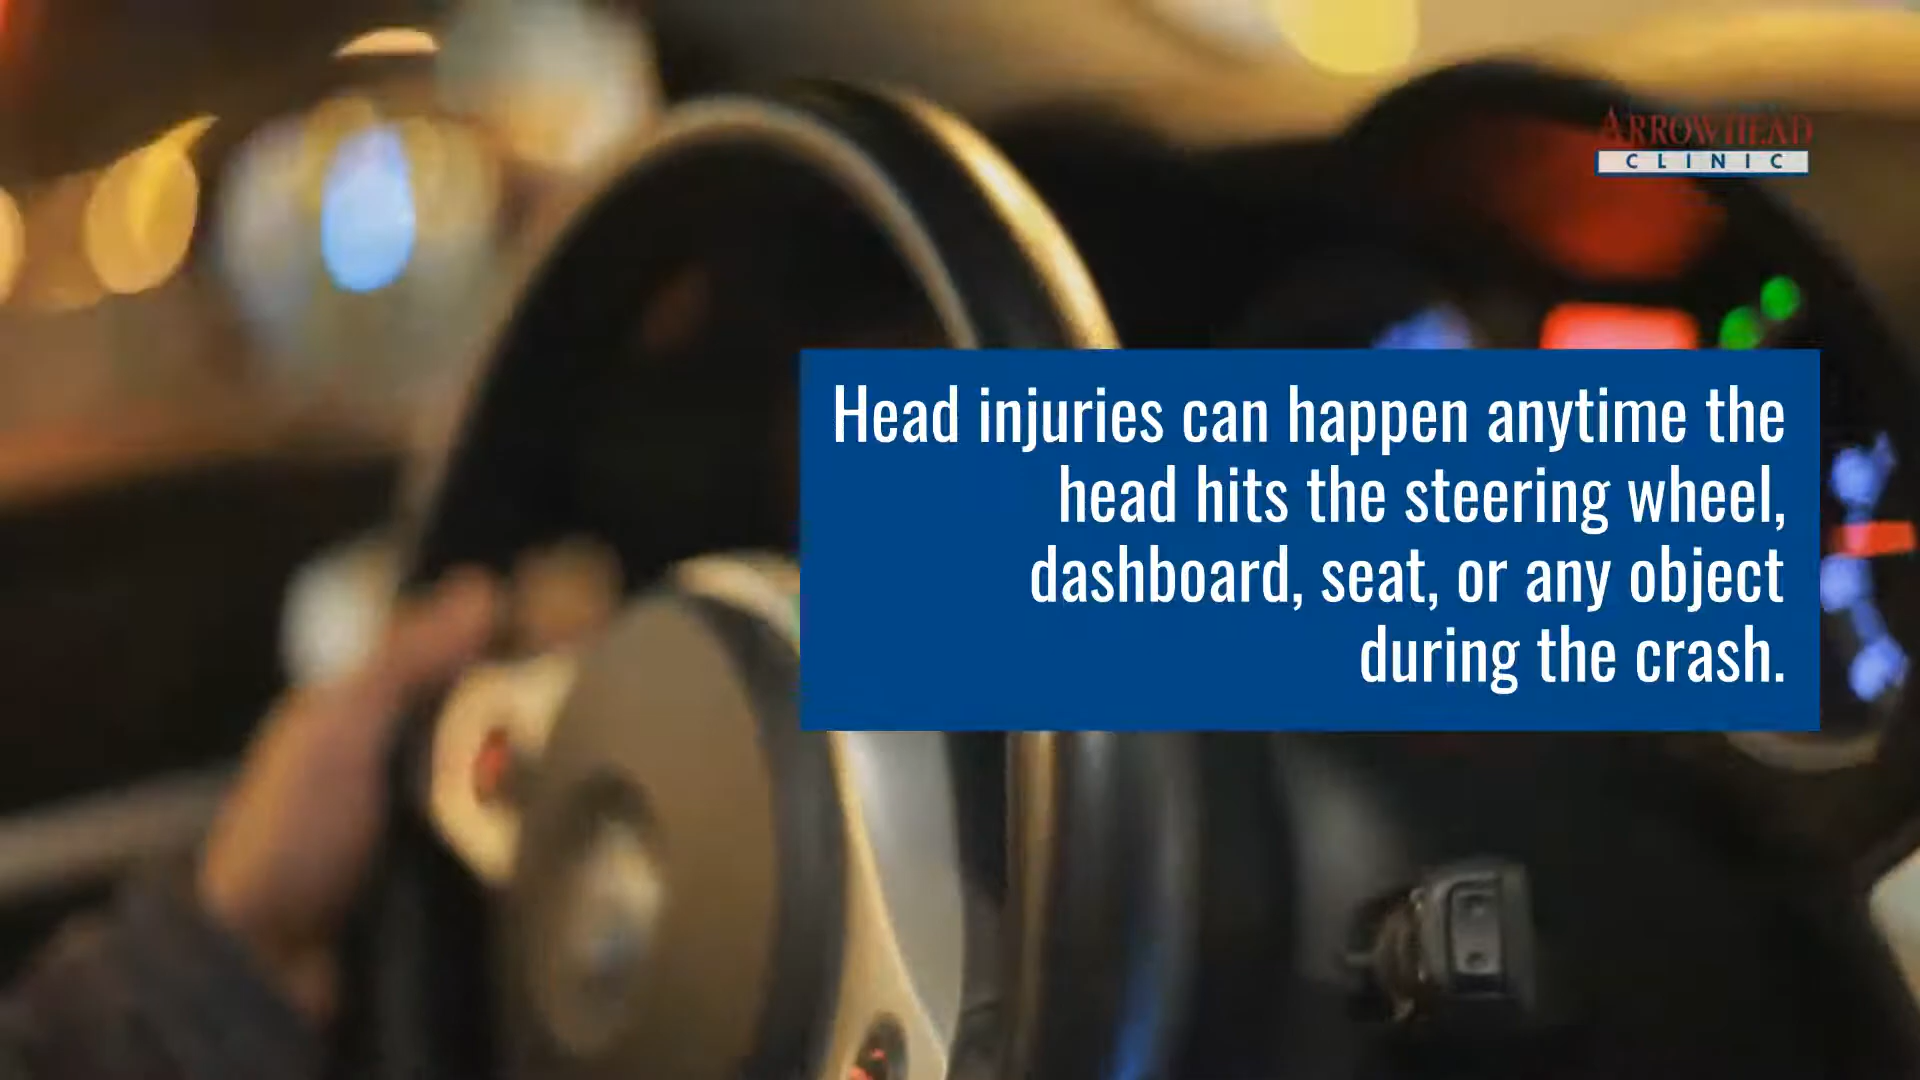 ARROWHEAD
CLINIC
Head injuries can happen anytime the
head hits the steering wheel,
dashboard, seat, or any object
during the crash.